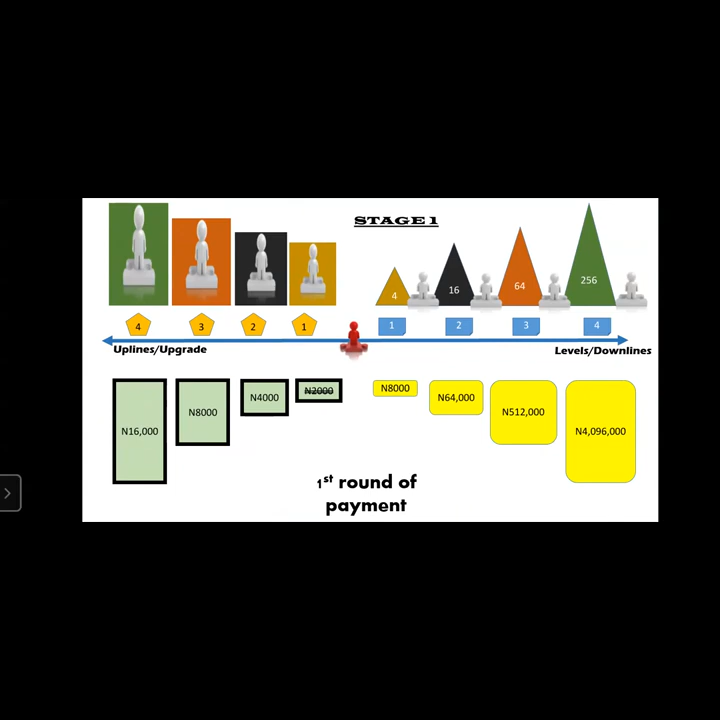 STAGE 1
4
16
64
256
4
3
2
1
1
2
3
4
Uplines/Upgrade
Levels/Downlines
N16,000
N8000
N4000
N2000
N8000
N64,000
N512,000
N4,096,000
1st round of
payment